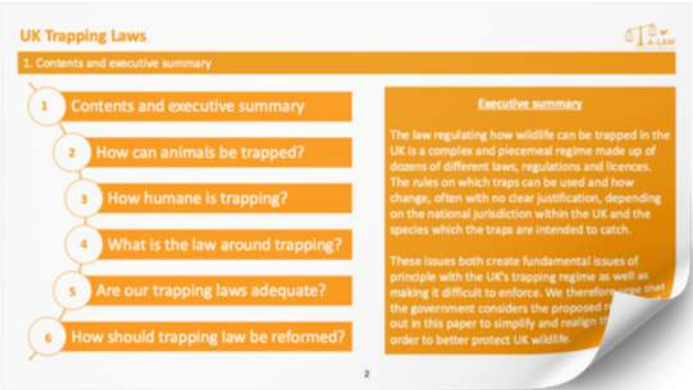 UK Trapping Laws
A-LAW
1. Contents and executive summary
1
Contents and executive summary
2
How can animals be trapped?
3
How humane is trapping?
4
What is the law around trapping?
5
Are our trapping laws adequate?
6
How should trapping law be reformed?
Executive summary
The law regulating how wildlife can be trapped in the
UK is a complex and piecemeal regime made up of
dozens of different laws, regulations and licences.
The rules on which traps can be used and how
change, often with no clear justification, depending
on the national jurisdiction within the UK and the
species which the traps are intended to catch.
These issues both create fundamental issues of
principle with the UK's trapping regime as well as
making it difficult to enforce. We therefore urge that
the government considers the proposed
out in this paper to simplify and realign
order to better protect UK wildlife.
2